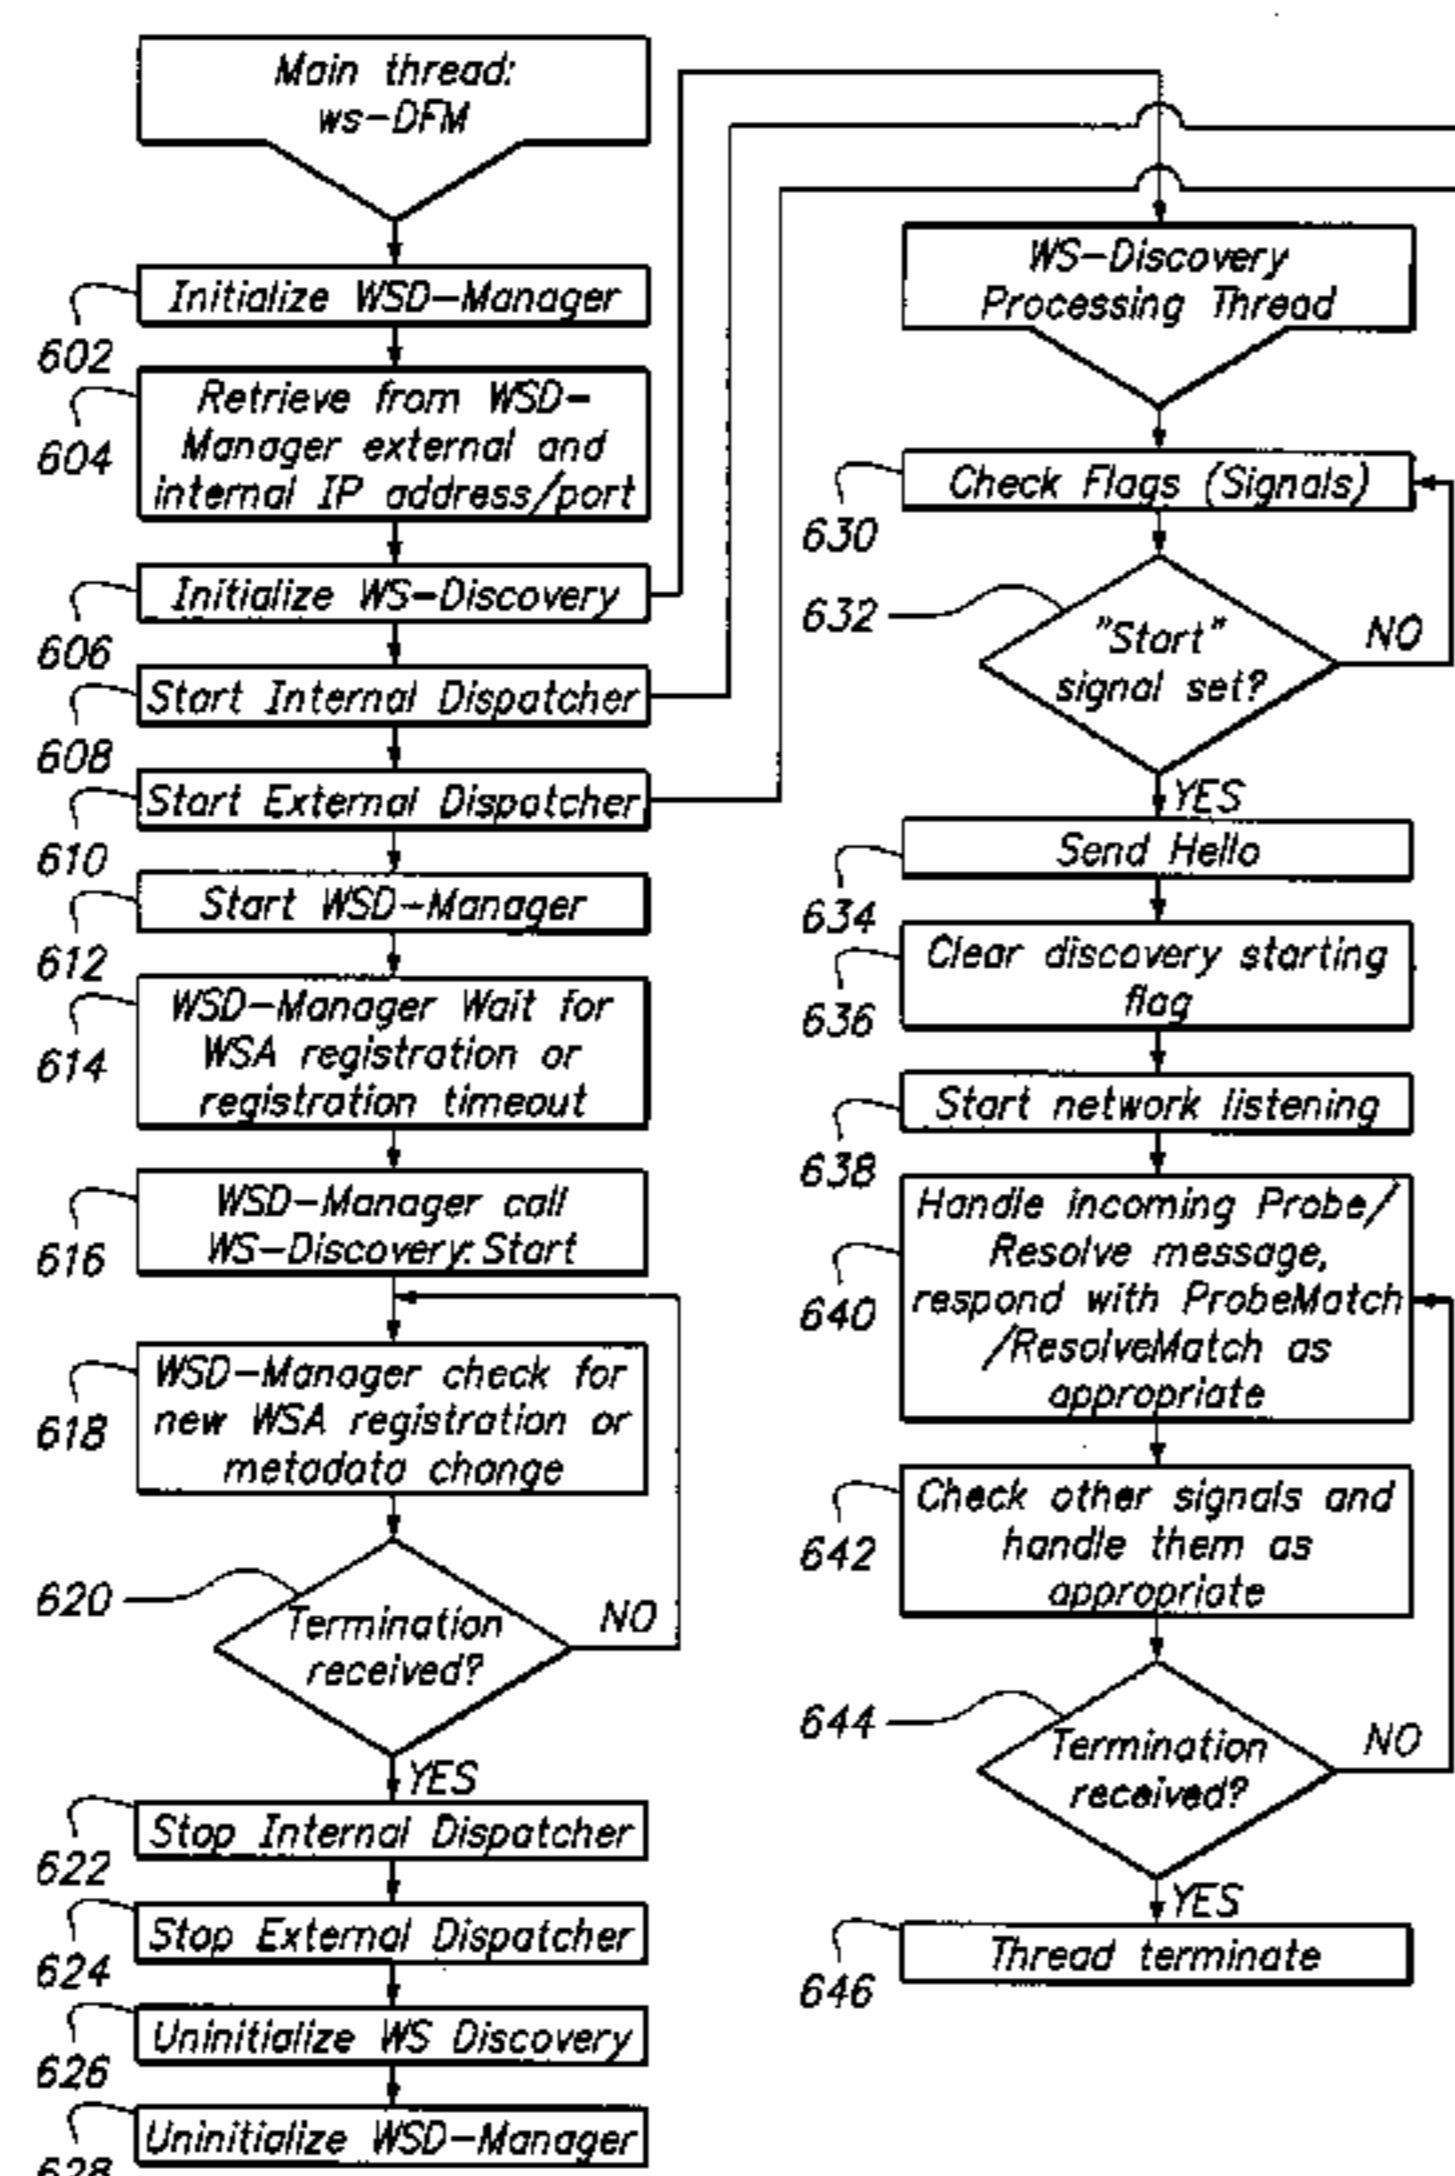 Main thread:
ws-DFM
Initialize WSD-Manager
602
Retrieve from WSD-
Manager external and
internal IP address/port
604
Initialize WS-Discovery
606
Start Internal Dispatcher
608
Start External Dispatcher
610
Start WSD-Manager
612
WSD-Manager Wait for
WSA registration or
registration timeout
614
WSD-Manager call
WS-Discovery: Start
616
WSD-Manager check for
new WSA registration or
metadata change
618
620
Termination
received?
NO
YES
Stop Internal Dispatcher
622
Stop External Dispatcher
624
Uninitialize WS Discovery
626
Uninitialize WSD-Manager
628
WS-Discovery
Processing Thread
Check Flags (Signals)
630
632
"Start"
signal set?
NO
YES
Send Hello
634
Clear discovery starting
flag
636
Start network listening
638
Handle incoming Probe/
Resolve message,
respond with ProbeMatch
/ResolveMatch as
appropriate
640
Check other signals and
handle them as
appropriate
642
644
Termination
received?
NO
YES
Thread terminate
646